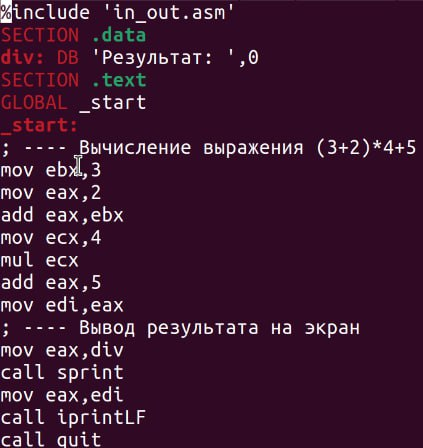 %include 'in_out.asm'
SECTION .data
div: DB 'Результат: ',0
SECTION .text
GLOBAL _start
_start:
; ---- Вычисление выражения (3+2)*4+5
mov ebx,3
mov eax,2
add eax,ebx
mov ecx,4
mul ecx
add eax,5
mov edi,eax
; ---- Вывод результата на экран
mov eax,div
call sprint
mov eax,edi
call iprintLF
call quit